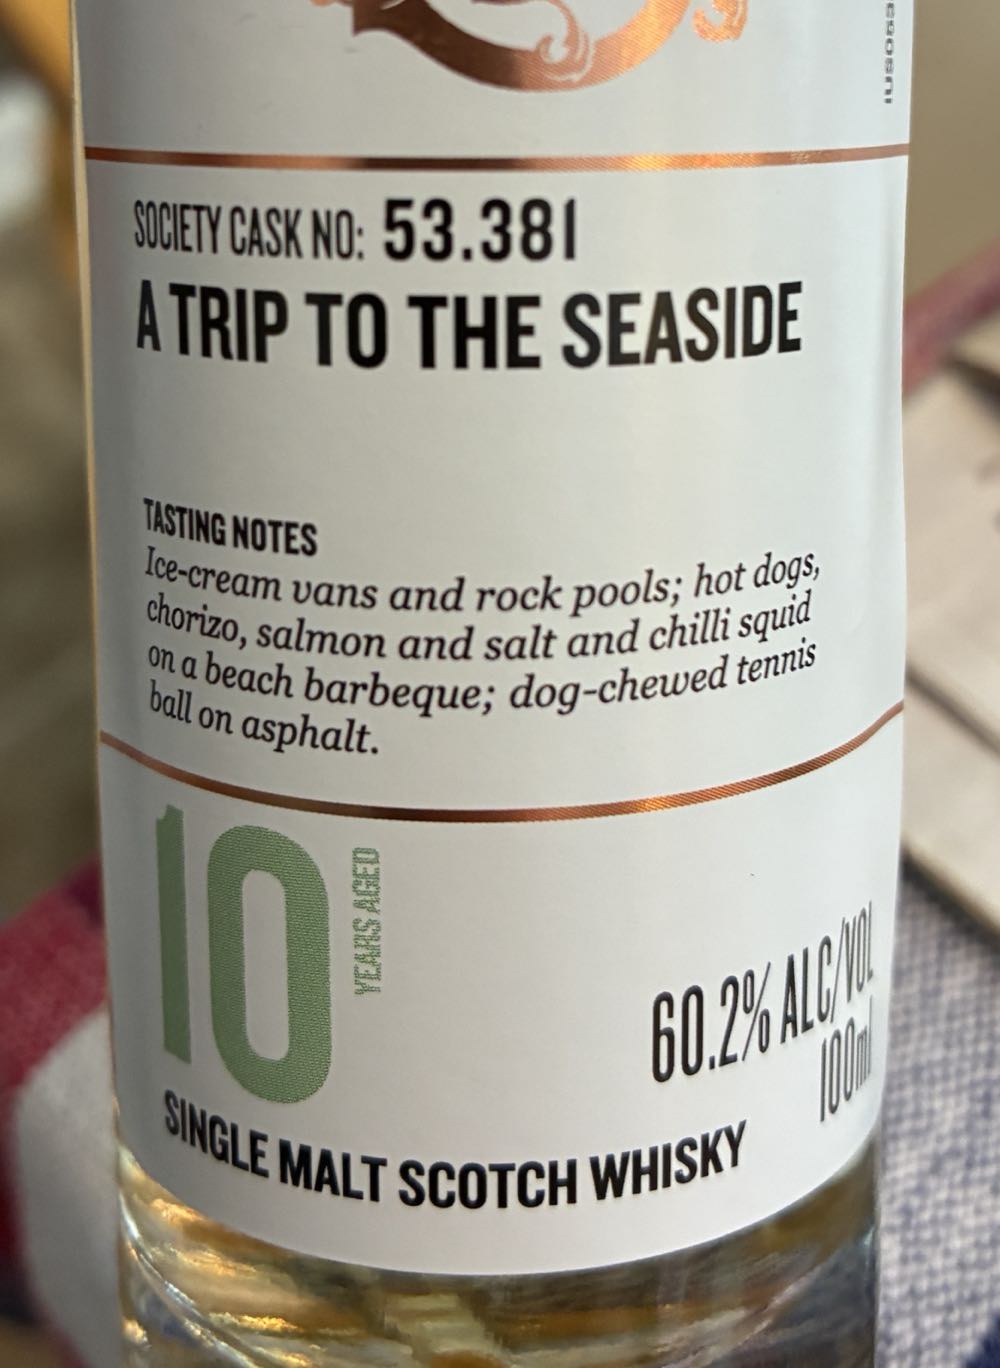 SOCIETY CASK NO: 53.381
A TRIP TO THE SEASIDE
TASTING NOTES
Ice-cream vans and rock pools; hot dogs,
chorizo, salmon and salt and chilli squid
on a beach barbeque; dog-chewed tennis
ball on asphalt.
10 YEARS AGED
60.2% ALC/VOL
100ml
SINGLE MALT SCOTCH WHISKY